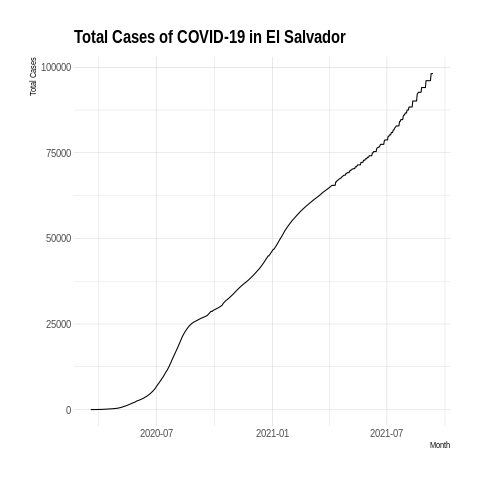 Total Cases of COVID-19 in El Salvador
Total Cases
100000
75000
50000
25000
0
2020-07
2021-01
2021-07
Month